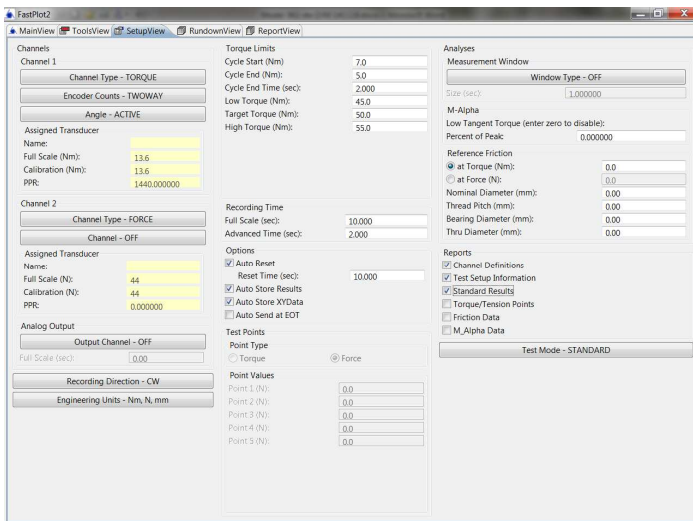 FastPlot2
MainView ToolsView SetupView RundownView ReportView
Channels
Channel 1
Channel Type - TORQUE
Encoder Counts - TWOWAY
Angle - ACTIVE
Assigned Transducer
Name:
Full Scale (Nm): 13.6
Calibration (Nm): 13.6
PPR: 1440.000000
Channel 2
Channel Type - FORCE
Channel - OFF
Assigned Transducer
Name:
Full Scale (N): 44
Calibration (N): 44
PPR: 0.000000
Analog Output
Output Channel - OFF
Full Scale (sec): 0.00
Recording Direction - CW
Engineering Units - Nm, N, mm
Torque Limits
Cycle Start (Nm) 7.0
Cycle End (Nm): 5.0
Cycle End Time (sec): 2.000
Low Torque (Nm): 45.0
Target Torque (Nm): 50.0
High Torque (Nm): 55.0
Recording Time
Full Scale (sec): 10.000
Advanced Time (sec): 2.000
Options
Auto Reset
Reset Time (sec): 10.000
Auto Store Results
Auto Store XYData
Auto Send at EOT
Test Points
Point Type
Torque Force
Point Values
Point 1 (N): 0.0
Point 2 (N): 0.0
Point 3 (N): 0.0
Point 4 (N): 0.0
Point 5 (N): 0.0
Analyses
Measurement Window
Window Type - OFF
Size (sec): 1.000000
M-Alpha
Low Tangent Torque (enter zero to disable):
Percent of Peak: 0.000000
Reference Friction
at Torque (Nm): 0.0
at Force (N): 0.0
Nominal Diameter (mm): 0.00
Thread Pitch (mm): 0.00
Bearing Diameter (mm): 0.00
Thru Diameter (mm): 0.00
Reports
Channel Definitions
Test Setup Information
Standard Results
Torque/Tension Points
Friction Data
M_Alpha Data
Test Mode - STANDARD